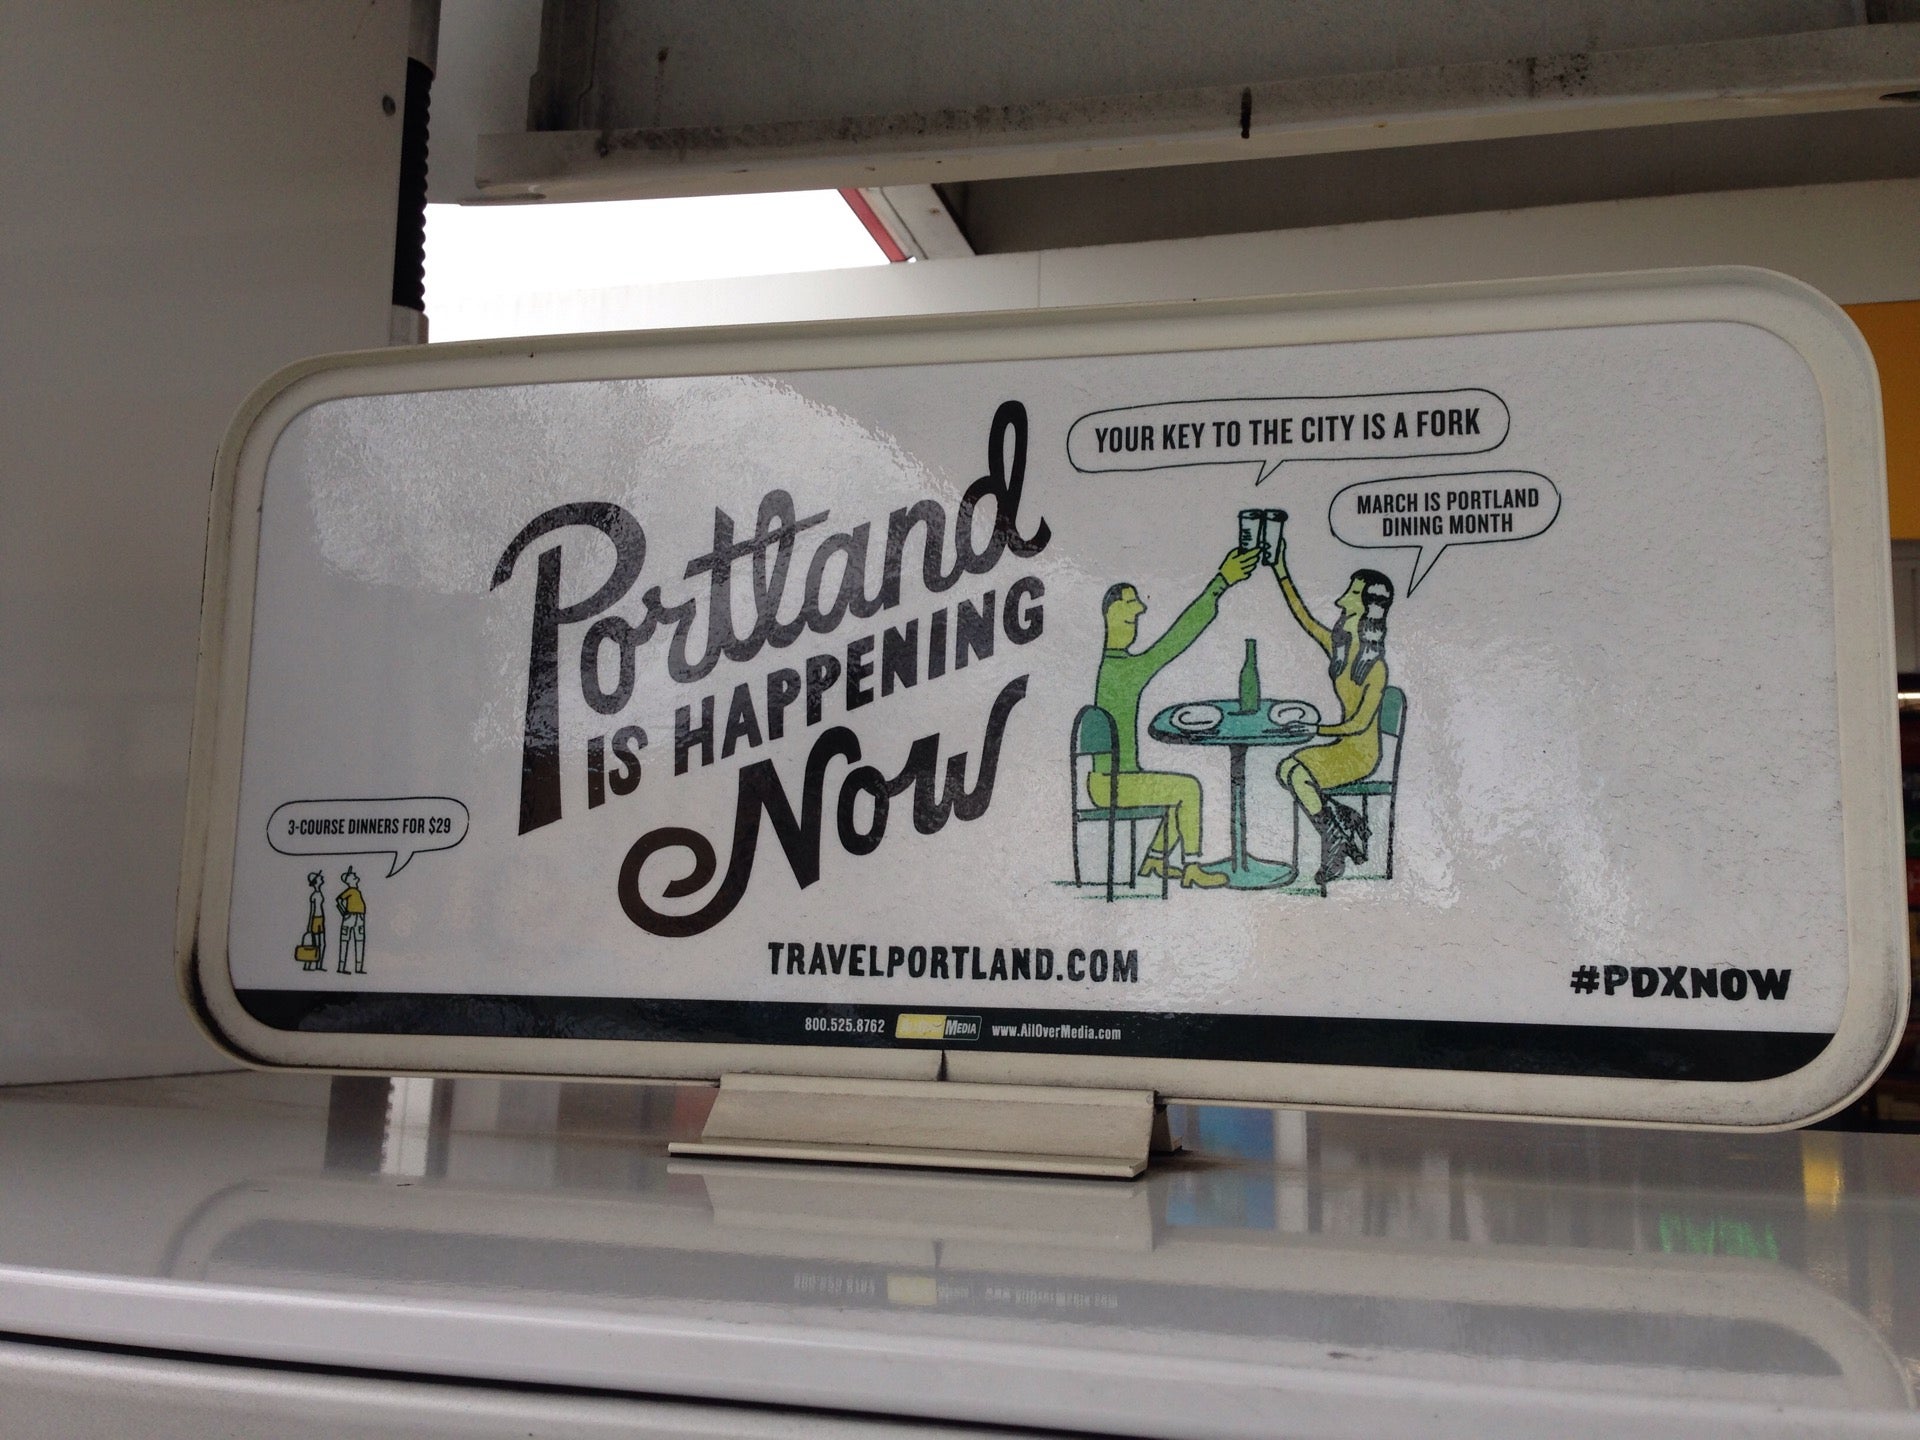 YOUR KEY TO THE CITY IS A FORK
MARCH IS PORTLAND
DINING MONTH
Portland
IS HAPPENING
Now
3-COURSE DINNERS FOR $29
TRAVELPORTLAND.COM
#PDXNOW
800.525.8762 MEDIA www.AllOverMedia.com